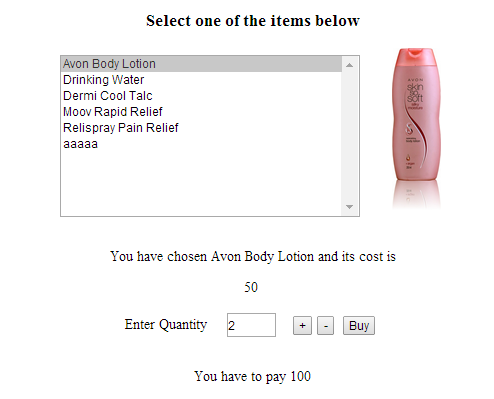 Select one of the items below
Avon Body Lotion
Drinking Water
Dermi Cool Talc
Moov Rapid Relief
Relispray Pain Relief
aaaaa
AVON
skin
so
soft
You have chosen Avon Body Lotion and its cost is
50
Enter Quantity 2 + - Buy
You have to pay 100